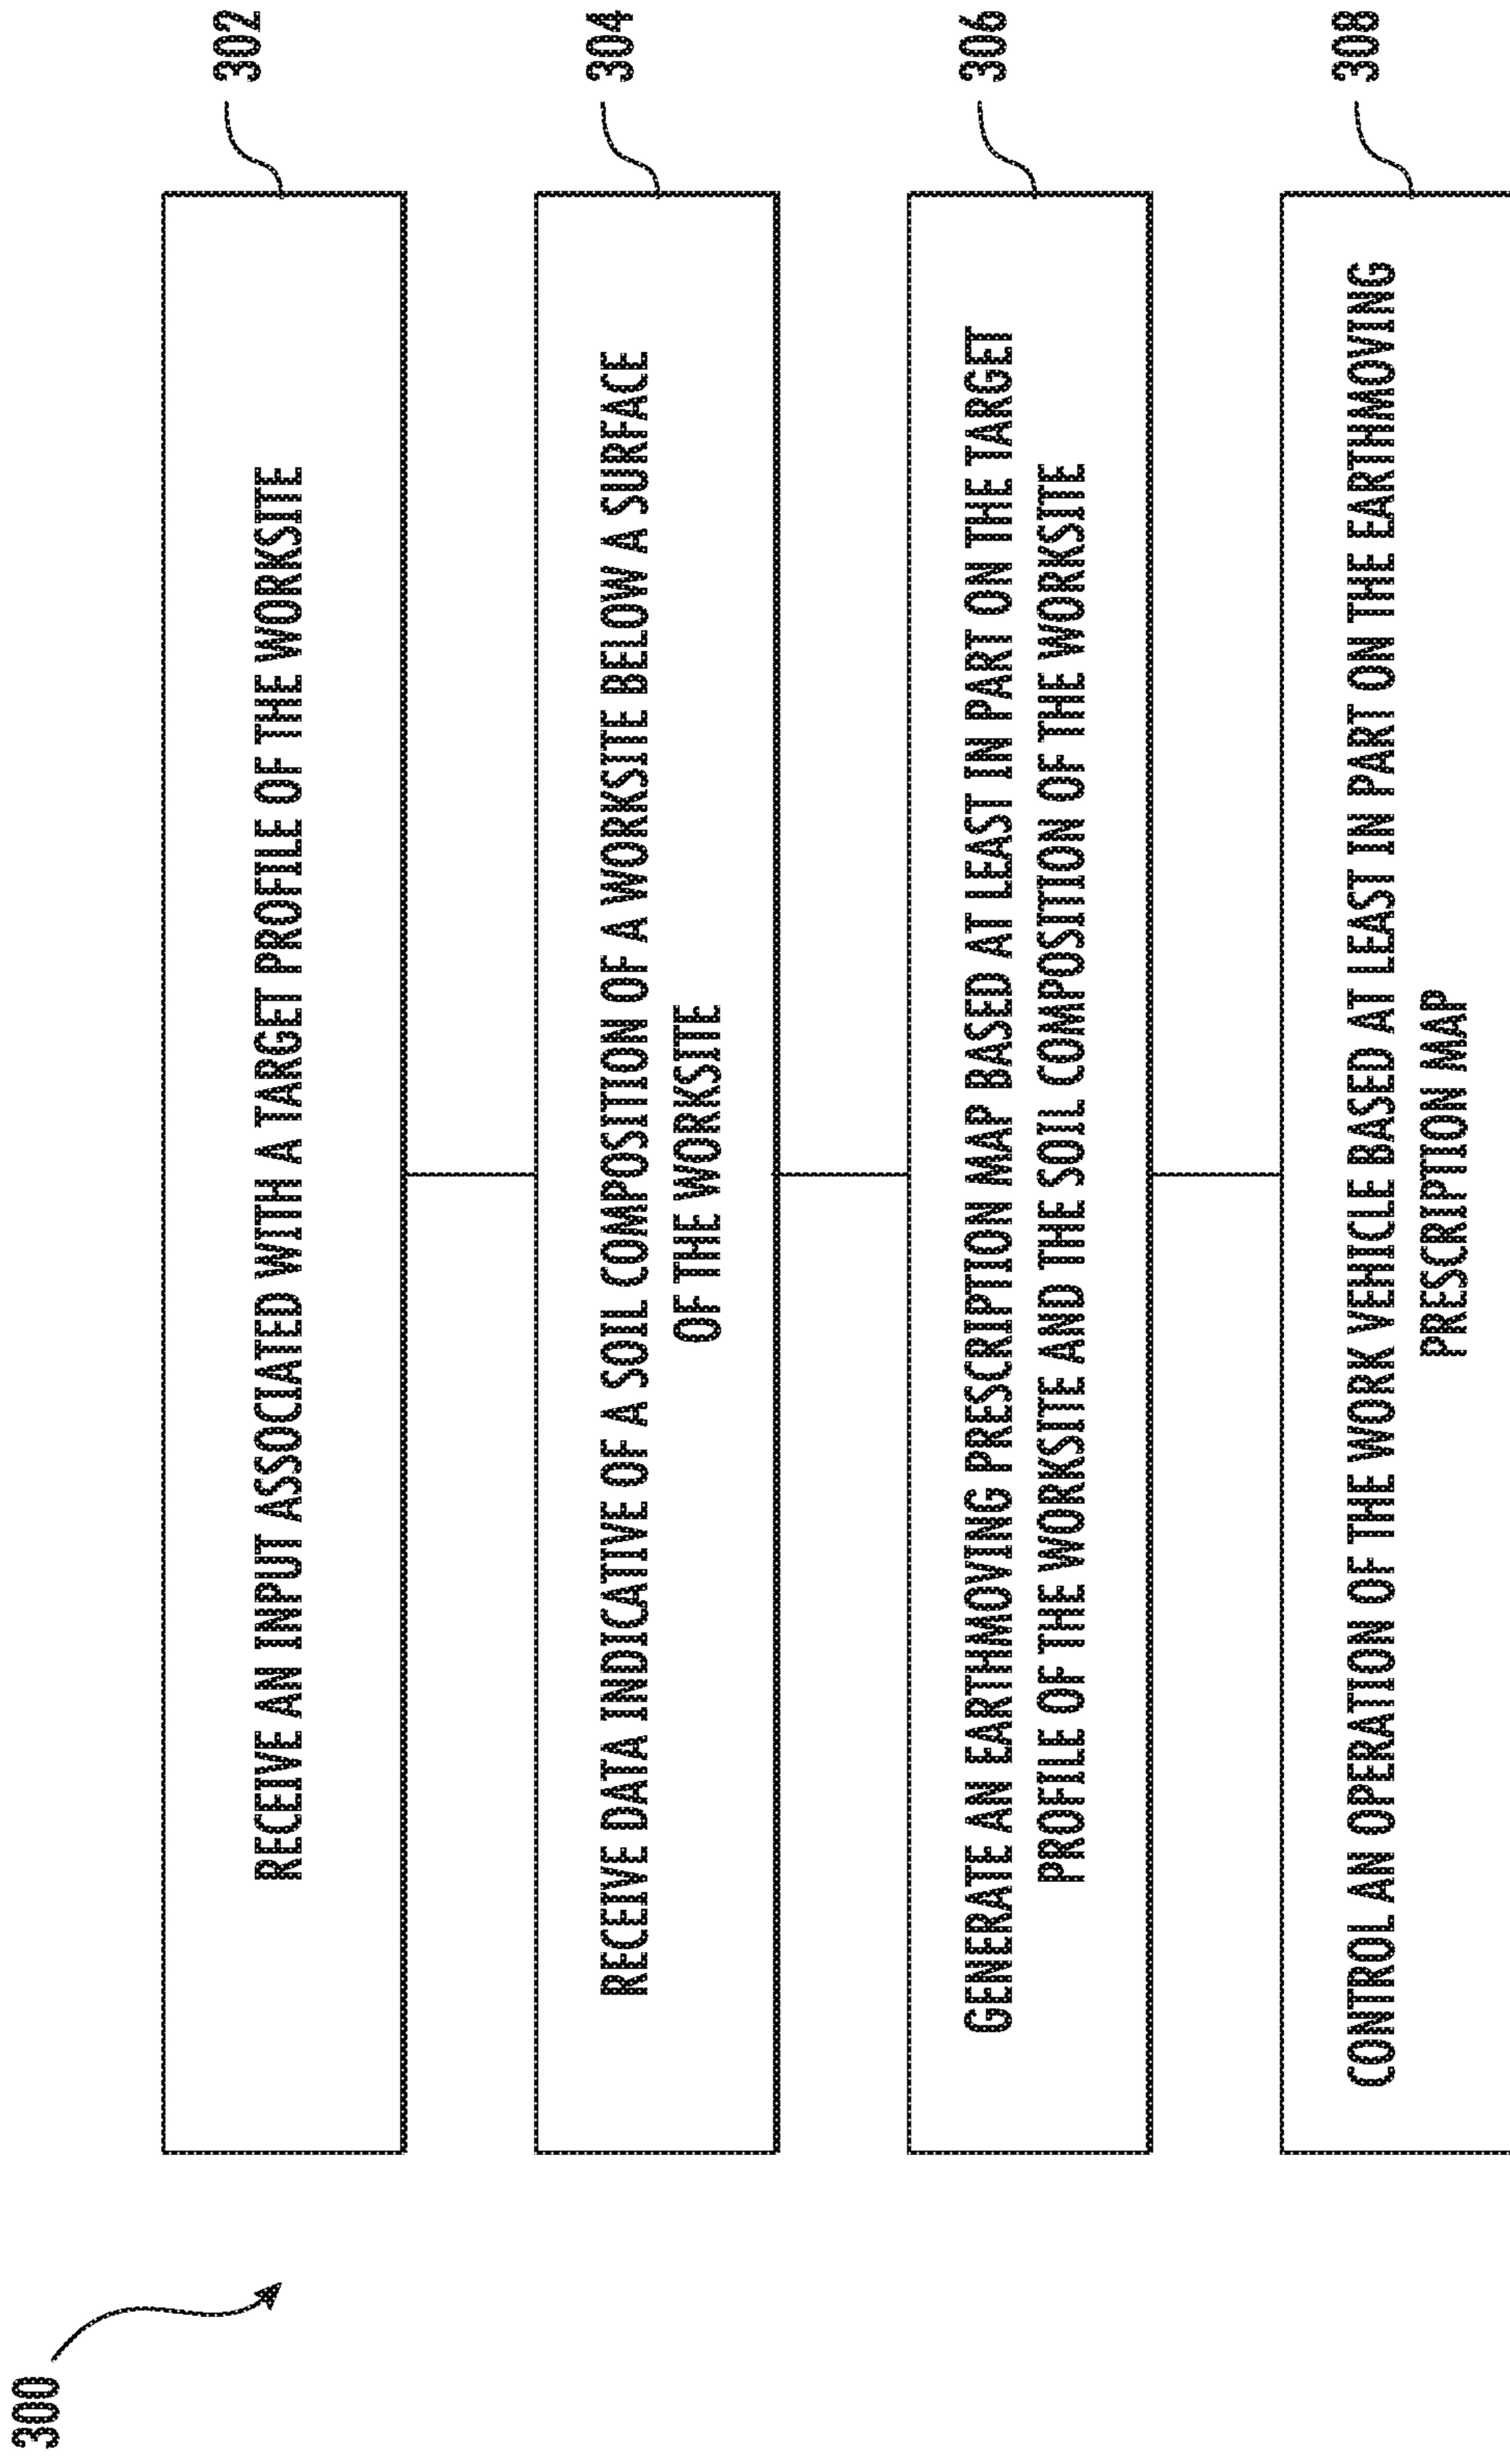 300
RECEIVE AN INPUT ASSOCIATED WITH A TARGET PROFILE OF THE WORKSITE
302
RECEIVE DATA INDICATIVE OF A SOIL COMPOSITION OF A WORKSITE BELOW A SURFACE
OF THE WORKSITE
304
GENERATE AN EARTHMOVING PRESCRIPTION MAP BASED AT LEAST IN PART ON THE TARGET
PROFILE OF THE WORKSITE AND THE SOIL COMPOSITION OF THE WORKSITE
306
CONTROL AN OPERATION OF THE WORK VEHICLE BASED AT LEAST IN PART ON THE EARTHMOVING
PRESCRIPTION MAP
308